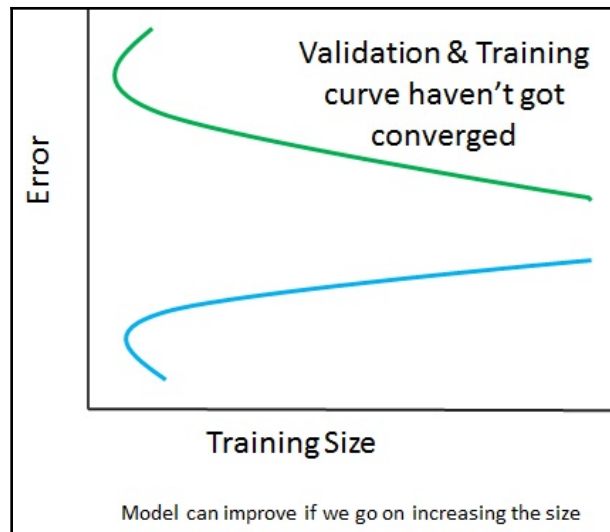 Validation & Training
curve haven't got
converged
Error
Training Size
Model can improve if we go on increasing the size